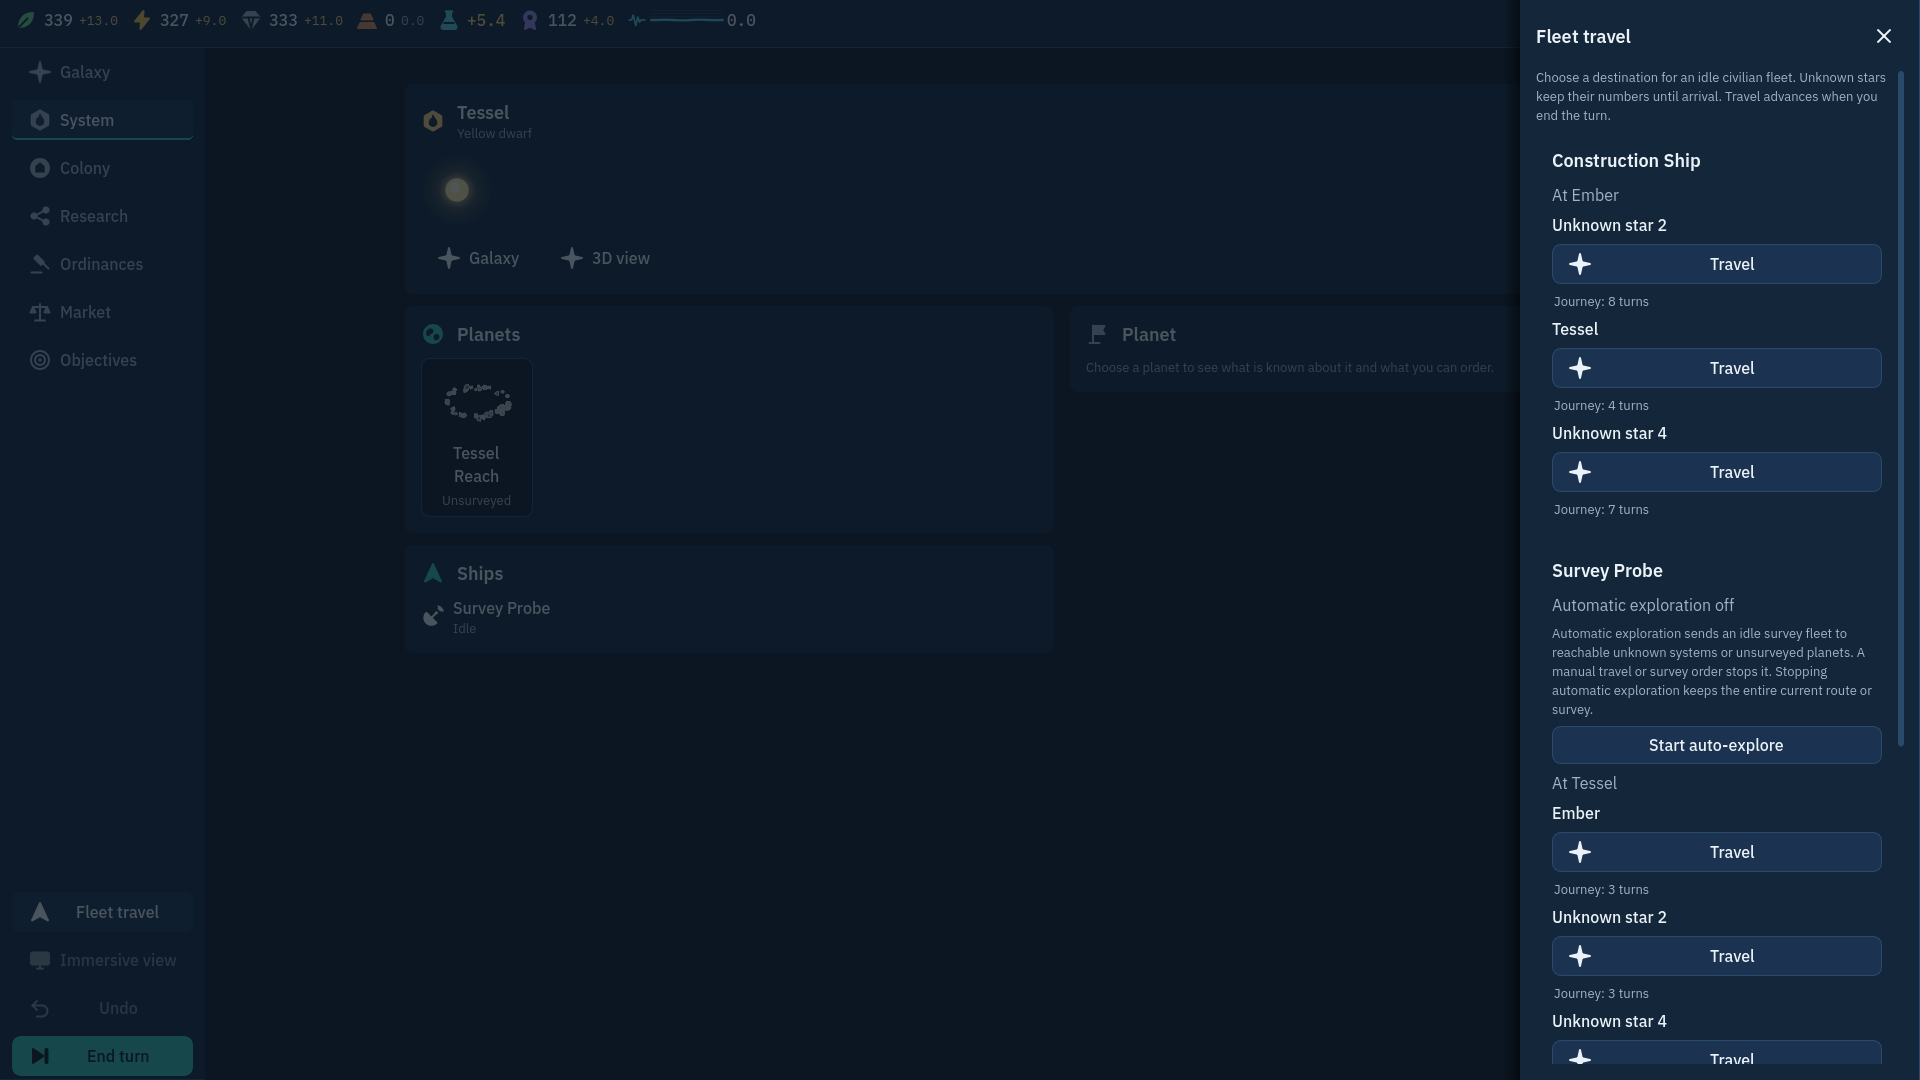 339 +13.0 327 +9.0 333 +11.0 0 0.0 +5.4 112 +4.0 0.0
Galaxy
System
Colony
Research
Ordinances
Market
Objectives
Fleet travel
Immersive view
Undo
End turn
Tessel
Yellow dwarf
Galaxy 3D view
Planets
Tessel
Reach
Unsurveyed
Ships
Survey Probe
Idle
Planet
Choose a planet to see what is known about it and what you can order.
Fleet travel
Choose a destination for an idle civilian fleet. Unknown stars
keep their numbers until arrival. Travel advances when you
end the turn.
Construction Ship
At Ember
Unknown star 2
Travel
Journey: 8 turns
Tessel
Travel
Journey: 4 turns
Unknown star 4
Travel
Journey: 7 turns
Survey Probe
Automatic exploration off
Automatic exploration sends an idle survey fleet to
reachable unknown systems or unsurveyed planets. A
manual travel or survey order stops it. Stopping
automatic exploration keeps the entire current route or
survey.
Start auto-explore
At Tessel
Ember
Travel
Journey: 3 turns
Unknown star 2
Travel
Journey: 3 turns
Unknown star 4
Travel